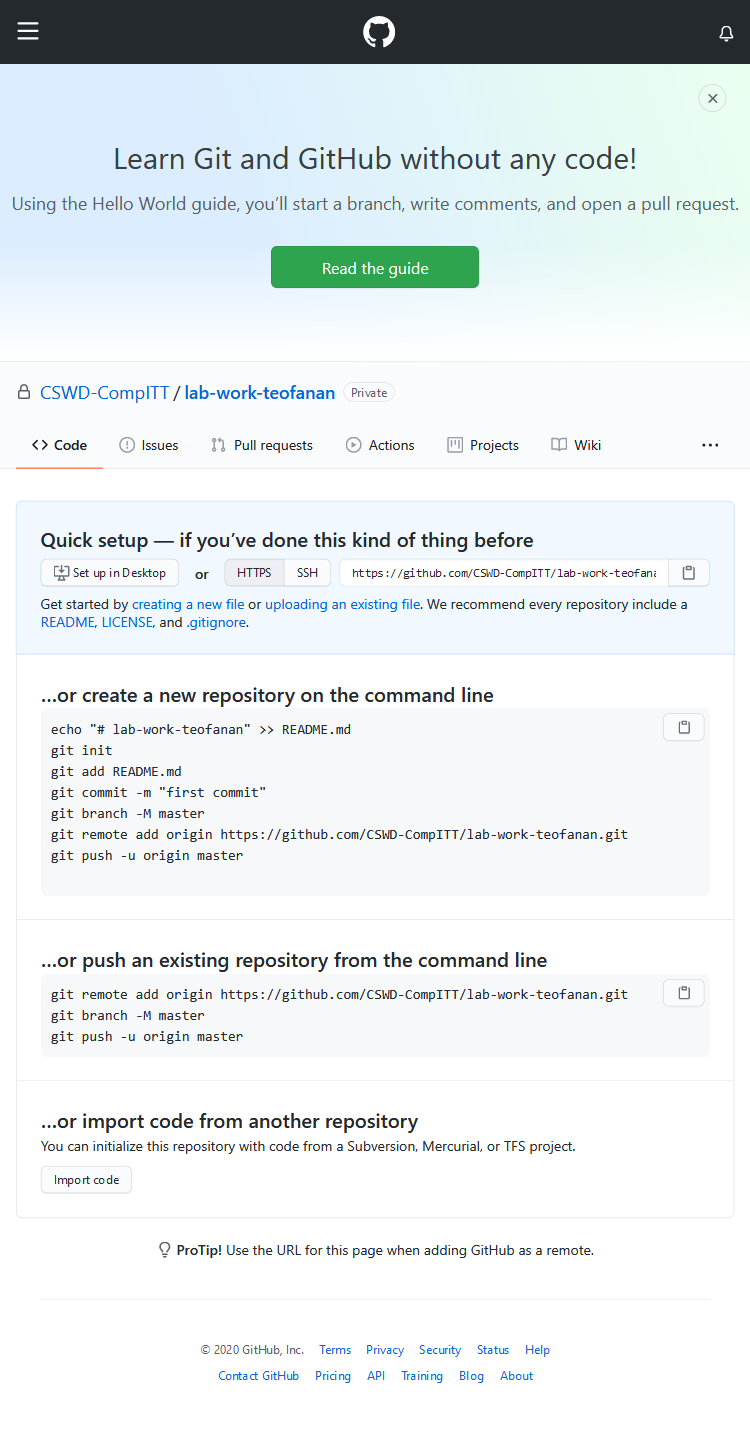 Learn Git and GitHub without any code!
Using the Hello World guide, you’ll start a branch, write comments, and open a pull request.
Read the guide
CSWD-CompITT / lab-work-teofanan Private
Code Issues Pull requests Actions Projects Wiki
Quick setup — if you’ve done this kind of thing before
Set up in Desktop or HTTPS SSH https://github.com/CSWD-CompITT/lab-work-teofana
Get started by creating a new file or uploading an existing file. We recommend every repository include a
README, LICENSE, and .gitignore.
…or create a new repository on the command line
echo "# lab-work-teofanan" >> README.md
git init
git add README.md
git commit -m "first commit"
git branch -M master
git remote add origin https://github.com/CSWD-CompITT/lab-work-teofanan.git
git push -u origin master
…or push an existing repository from the command line
git remote add origin https://github.com/CSWD-CompITT/lab-work-teofanan.git
git branch -M master
git push -u origin master
…or import code from another repository
You can initialize this repository with code from a Subversion, Mercurial, or TFS project.
Import code
ProTip! Use the URL for this page when adding GitHub as a remote.
© 2020 GitHub, Inc. Terms Privacy Security Status Help
Contact GitHub Pricing API Training Blog About